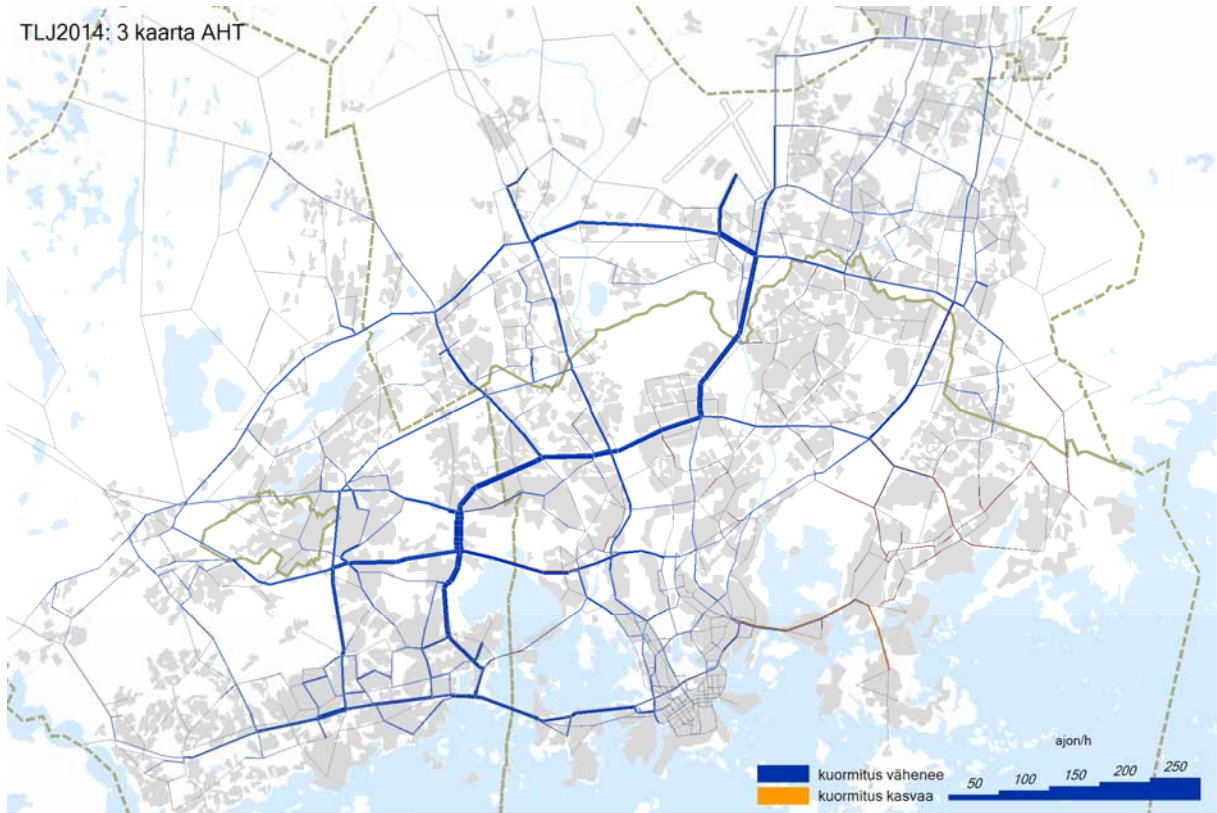 TLJ2014: 3 kaarta AHT
ajon/h
kuormitus vähenee
kuormitus kasvaa
50 100 150 200 250